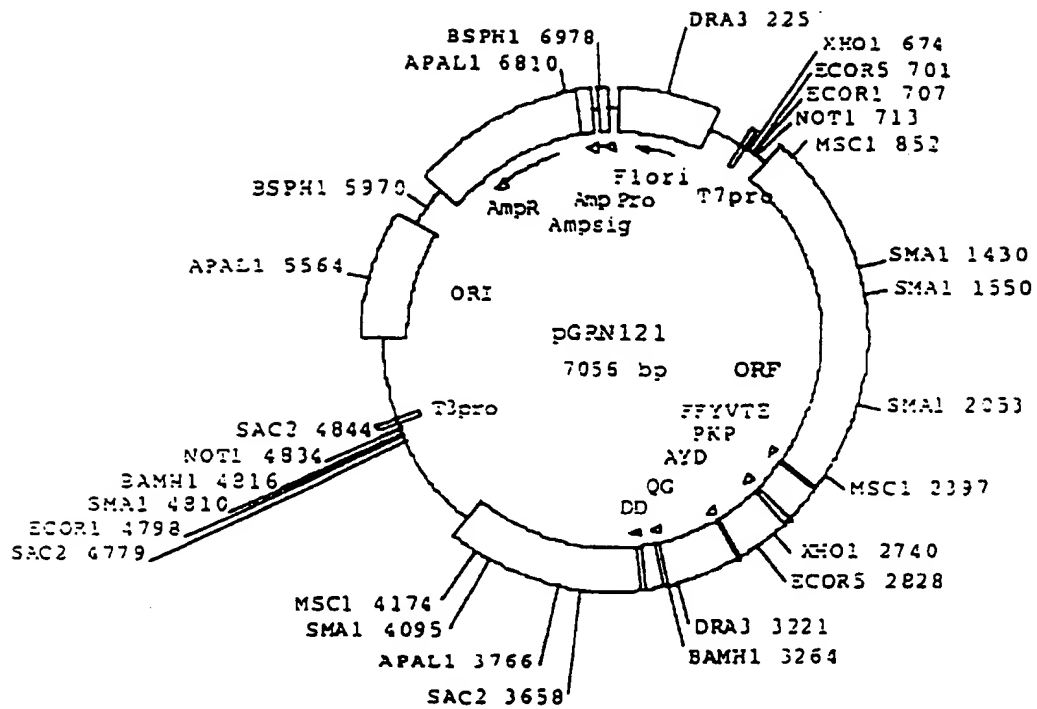 DRA3 225
BSPH1 6978
APAL1 6810
XHO1 674
ECOR5 701
ECOR1 707
NOT1 713
MSC1 852
BSPH1 5970
APAL1 5564
AmpR
Ampsig
Amp Pro
F1ori
T7pro
ORI
SMA1 1430
SMA1 1550
pGRN121
7056 bp
ORF
SMA1 2053
T3pro
FFYVTE
PKP
AYD
QG
DD
SAC2 4844
NOT1 4834
BAMH1 4816
SMA1 4810
ECOR1 4798
SAC2 4779
MSC1 2397
XHO1 2740
ECOR5 2828
MSC1 4174
SMA1 4095
APAL1 3766
SAC2 3658
DRA3 3221
BAMH1 3264